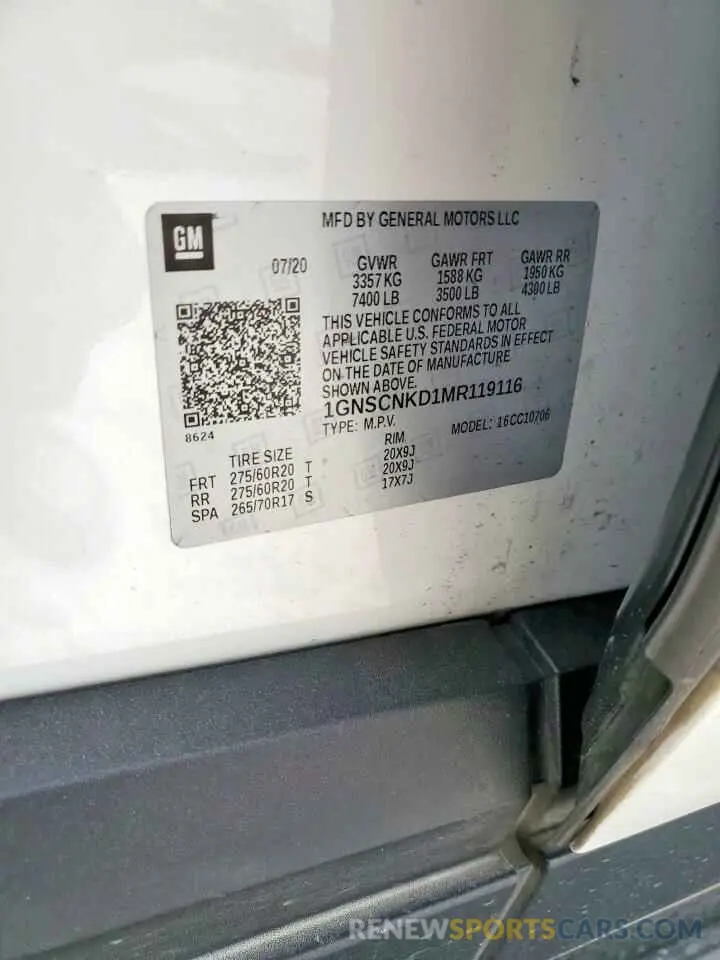 MFD BY GENERAL MOTORS LLC
GM
07/20
GVWR GAWR FRT GAWR RR
3357 KG 1588 KG 1950 KG
7400 LB 3500 LB 4300 LB
THIS VEHICLE CONFORMS TO ALL
APPLICABLE U.S. FEDERAL MOTOR
VEHICLE SAFETY STANDARDS IN EFFECT
ON THE DATE OF MANUFACTURE
SHOWN ABOVE.
1GNSCNKD1MR119116
8624
TYPE: M.P.V. MODEL: 16CC10706
TIRE SIZE RIM
FRT 275/60R20 T 20X9J
RR 275/60R20 T 20X9J
SPA 265/70R17 S 17X7J
RENEWSPORTSCARS.COM